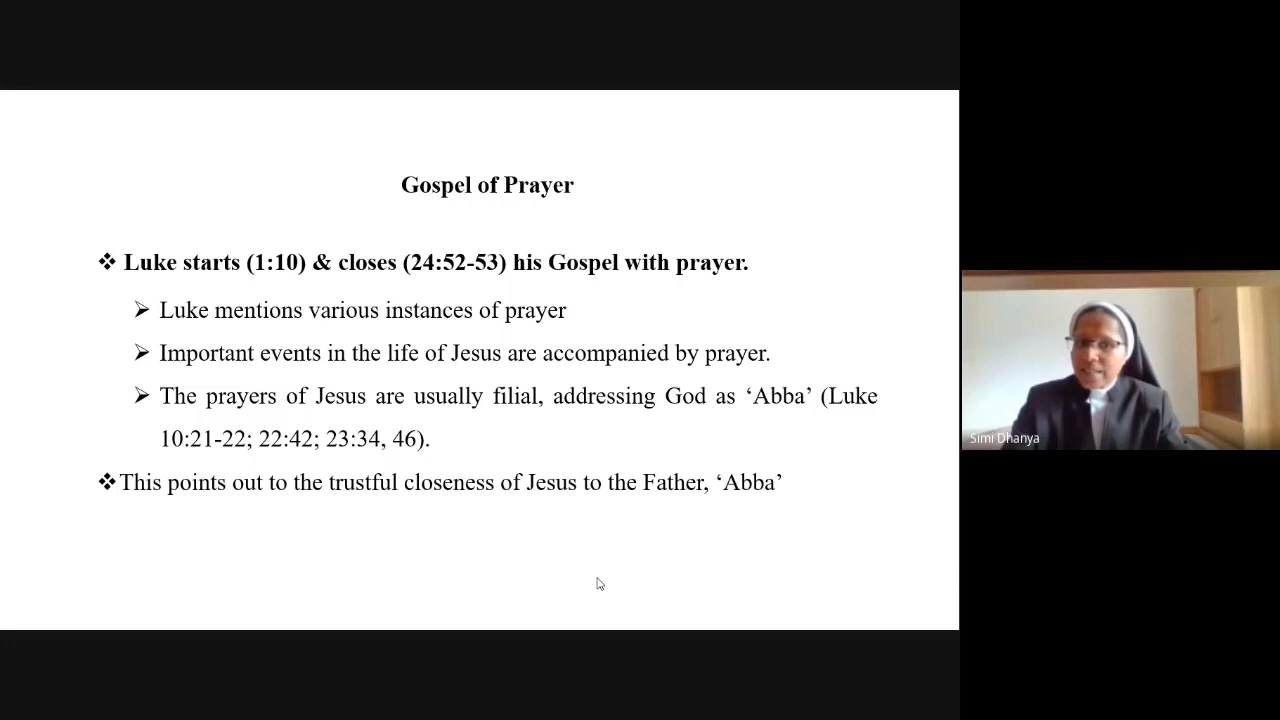 Gospel of Prayer
❖ Luke starts (1:10) & closes (24:52-53) his Gospel with prayer.
➢ Luke mentions various instances of prayer
➢ Important events in the life of Jesus are accompanied by prayer.
➢ The prayers of Jesus are usually filial, addressing God as ‘Abba’ (Luke
10:21-22; 22:42; 23:34, 46).
❖This points out to the trustful closeness of Jesus to the Father, ‘Abba’
Simi Dhanya